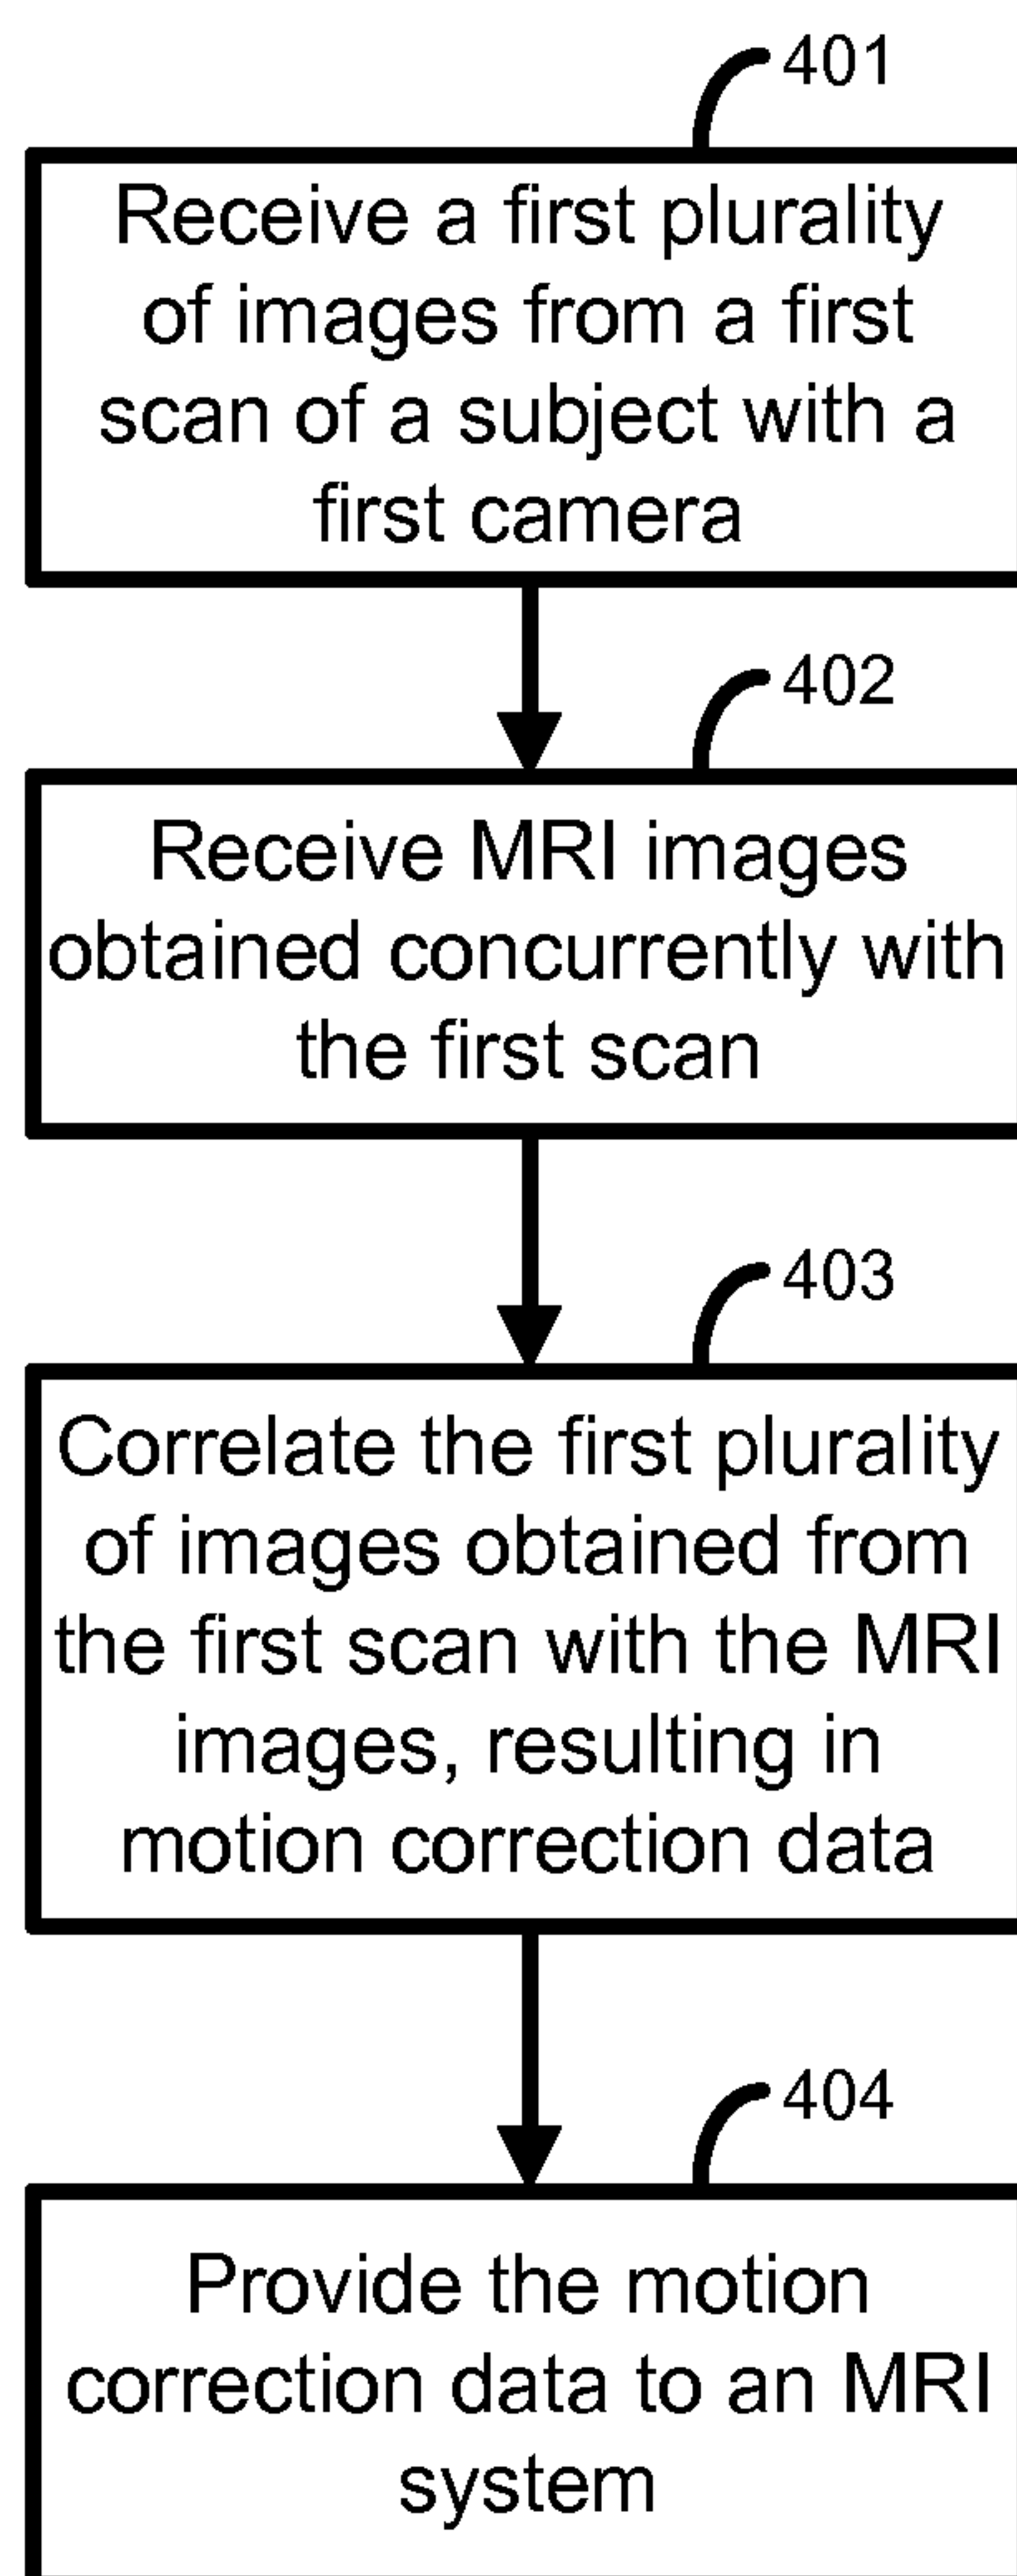 401
Receive a first plurality
of images from a first
scan of a subject with a
first camera
402
Receive MRI images
obtained concurrently with
the first scan
403
Correlate the first plurality
of images obtained from
the first scan with the MRI
images, resulting in
motion correction data
404
Provide the motion
correction data to an MRI
system